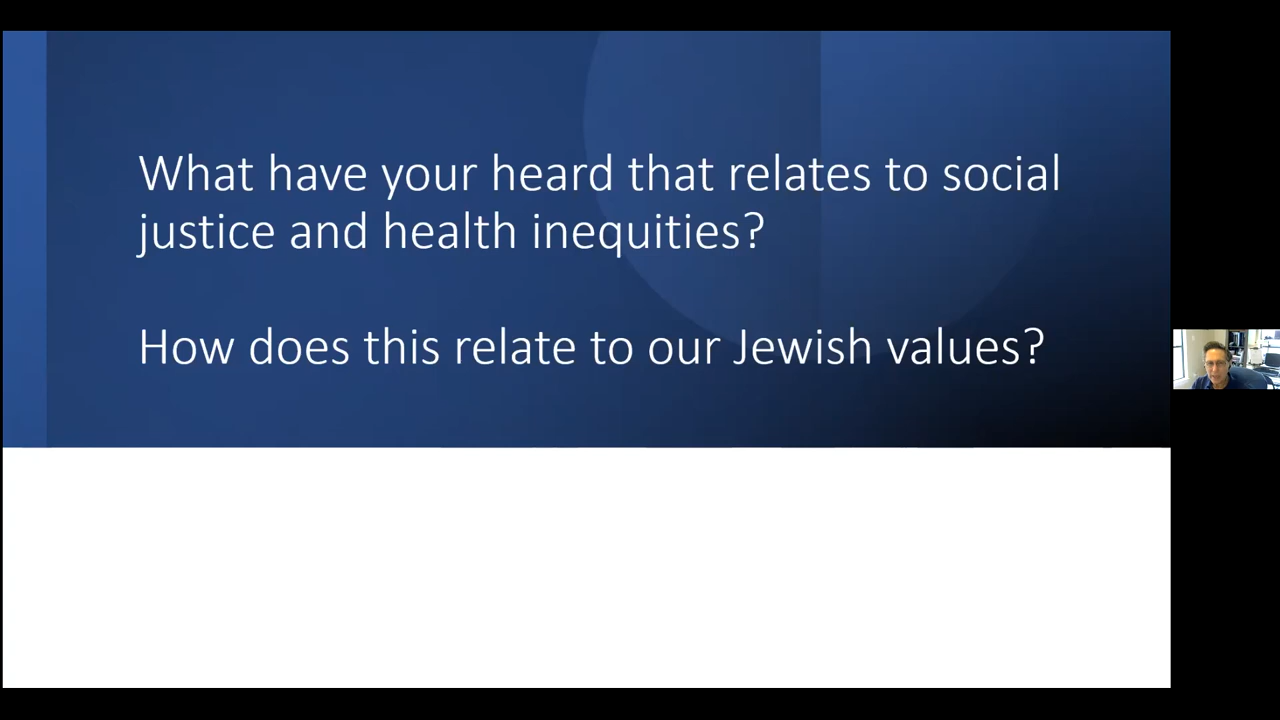 What have your heard that relates to social
justice and health inequities?
How does this relate to our Jewish values?